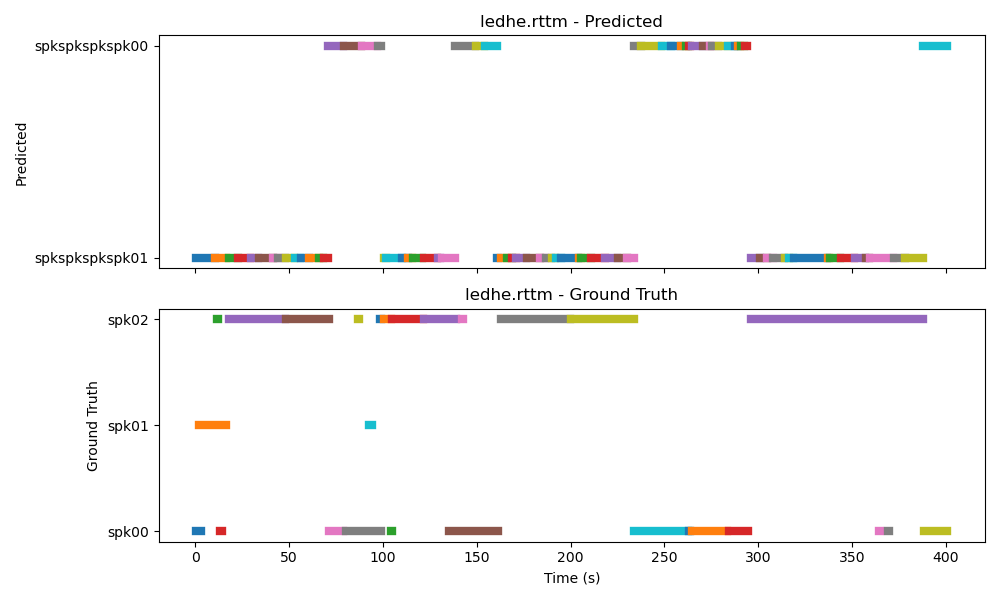 ledhe.rttm - Predicted
spkspkspkspk00
Predicted
spkspkspkspk01
ledhe.rttm - Ground Truth
spk02
Ground Truth
spk01
spk00
0 50 100 150 200 250 300 350 400
Time (s)